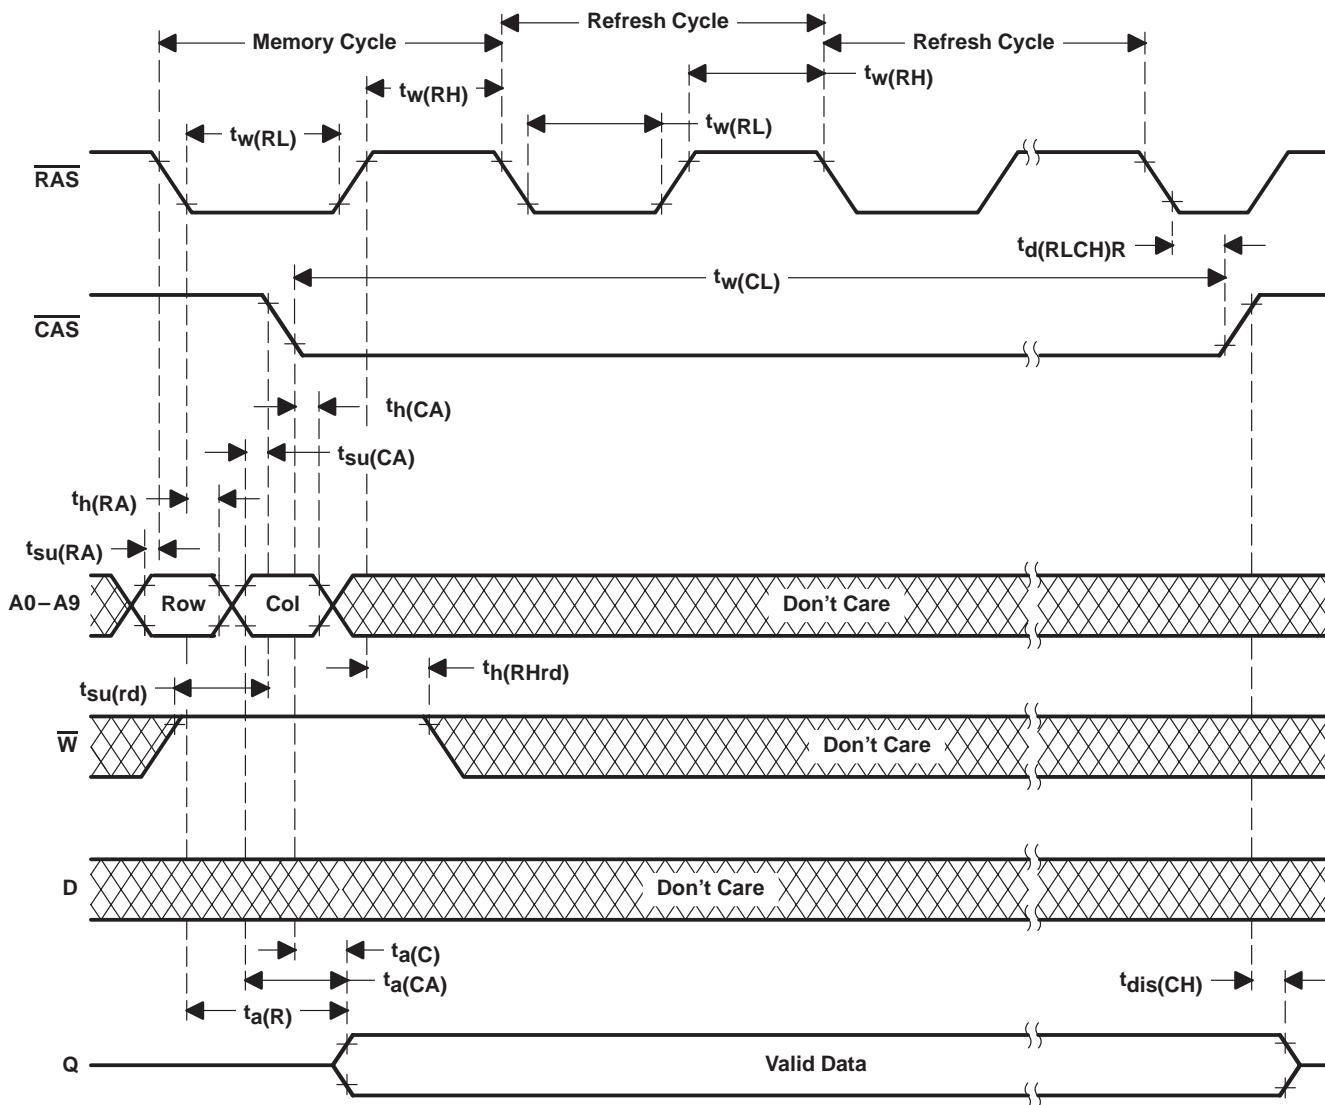 Refresh Cycle
Memory Cycle
Refresh Cycle
tw(RH)
tw(RH)
tw(RL)
tw(RL)
RAS
td(RLCH)R
tw(CL)
CAS
th(CA)
tsu(CA)
th(RA)
tsu(RA)
A0–A9
Row
Col
Don't Care
th(RHrd)
tsu(rd)
W
Don't Care
D
Don't Care
ta(C)
ta(CA)
tdis(CH)
ta(R)
Q
Valid Data